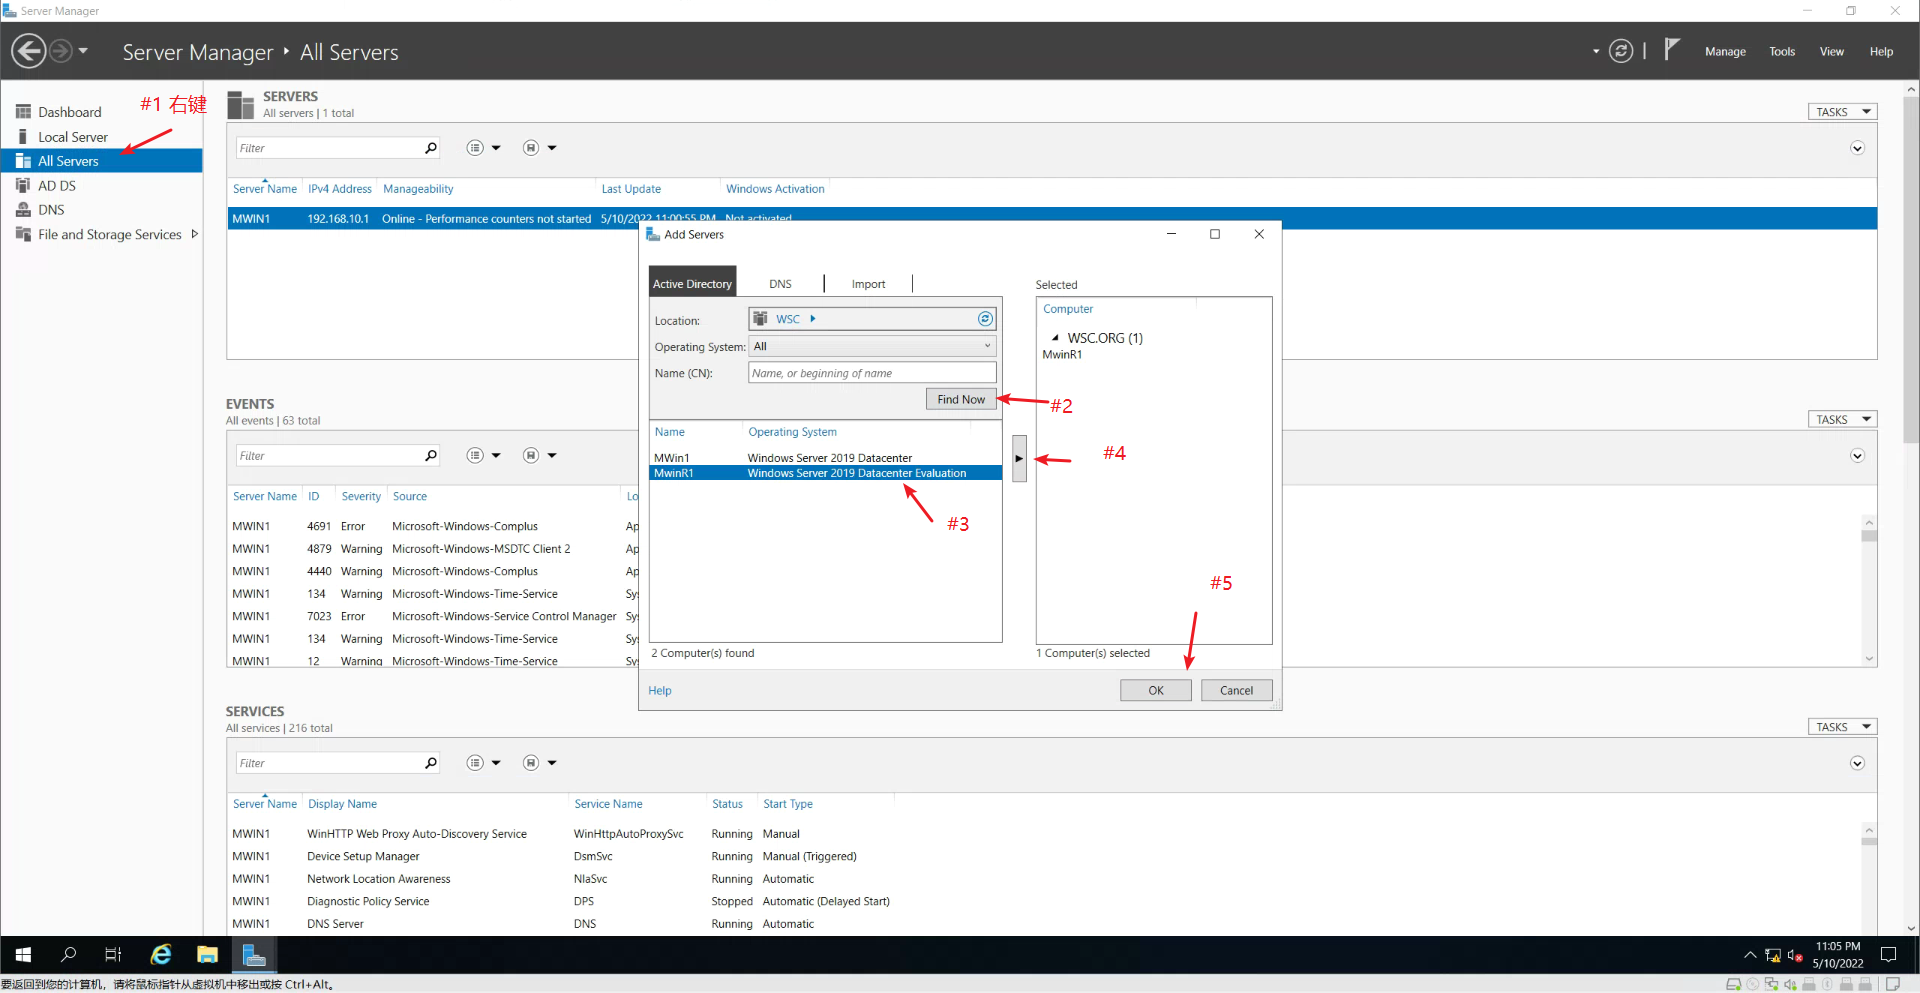 Server Manager
Server Manager ‣ All Servers
Manage Tools View Help
Dashboard
Local Server
All Servers
AD DS
DNS
File and Storage Services
#1 右键
SERVERS
All servers | 1 total
TASKS
Filter
Server Name IPv4 Address Manageability Last Update Windows Activation
MWIN1 192.168.10.1 Online - Performance counters not started 5/10/2022 11:00:55 PM Not activated
EVENTS
All events | 63 total
TASKS
Filter
Server Name ID Severity Source Lo
MWIN1 4691 Error Microsoft-Windows-Complus Ap
MWIN1 4879 Warning Microsoft-Windows-MSDTC Client 2 Ap
MWIN1 4440 Warning Microsoft-Windows-Complus Ap
MWIN1 134 Warning Microsoft-Windows-Time-Service Sys
MWIN1 7023 Error Microsoft-Windows-Service Control Manager Sys
MWIN1 134 Warning Microsoft-Windows-Time-Service Sys
MWIN1 12 Warning Microsoft-Windows-Time-Service Sys
SERVICES
All services | 216 total
TASKS
Filter
Server Name Display Name Service Name Status Start Type
MWIN1 WinHTTP Web Proxy Auto-Discovery Service WinHttpAutoProxySvc Running Manual
MWIN1 Device Setup Manager DsmSvc Running Manual (Triggered)
MWIN1 Network Location Awareness NlaSvc Running Automatic
MWIN1 Diagnostic Policy Service DPS Stopped Automatic (Delayed Start)
MWIN1 DNS Server DNS Running Automatic
Add Servers
Active Directory DNS Import
Location: WSC
Operating System: All
Name (CN): Name, or beginning of name
Find Now
#2
Name Operating System
MWin1 Windows Server 2019 Datacenter
MwinR1 Windows Server 2019 Datacenter Evaluation
#3
#4
2 Computer(s) found
Selected
Computer
WSC.ORG (1)
MwinR1
#5
1 Computer(s) selected
Help
OK
Cancel
11:05 PM
5/10/2022
要返回到您的计算机，请将鼠标指针从虚拟机中移出或按 Ctrl+Alt。